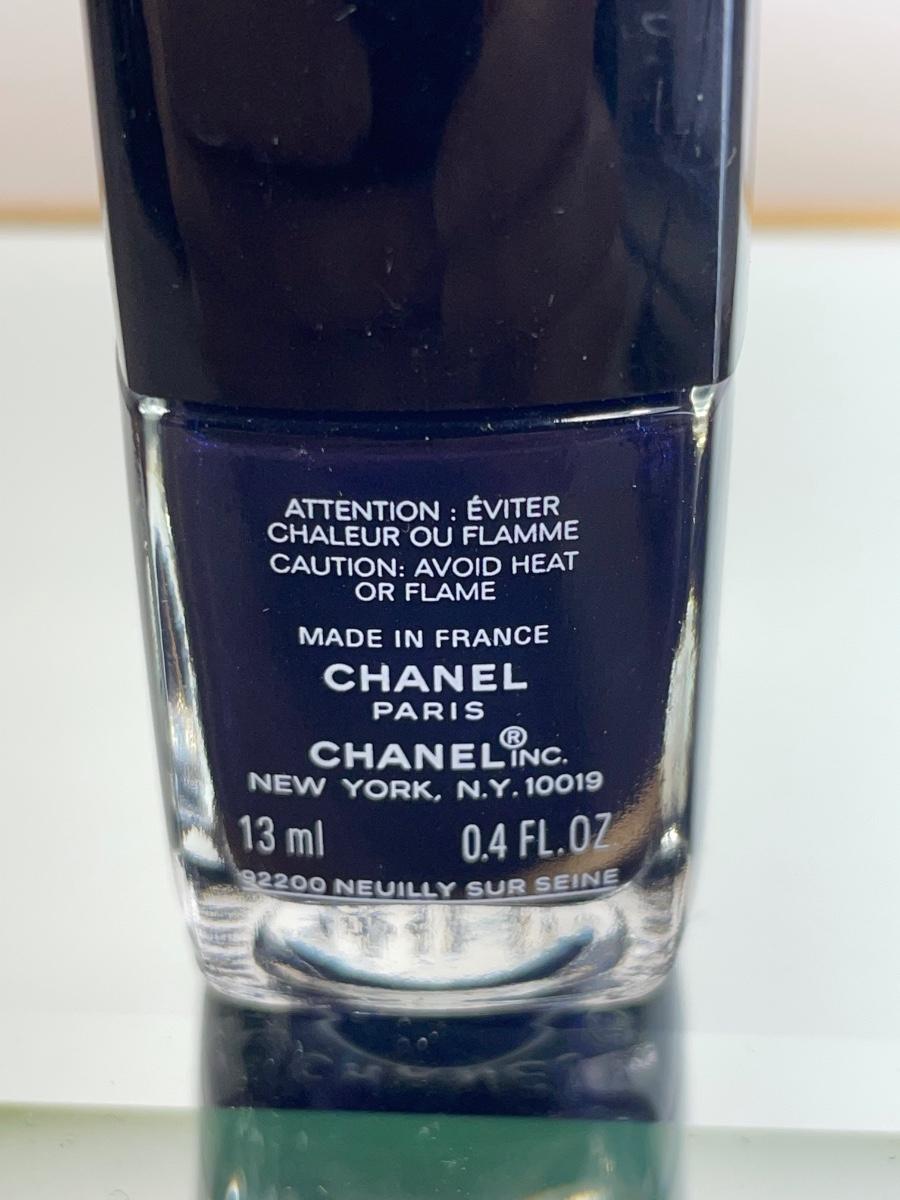 ATTENTION : ÉVITER
CHALEUR OU FLAMME
CAUTION: AVOID HEAT
OR FLAME
MADE IN FRANCE
CHANEL
PARIS
CHANEL® INC.
NEW YORK, N.Y. 10019
13 ml 0.4 FL.OZ
92200 NEUILLY SUR SEINE